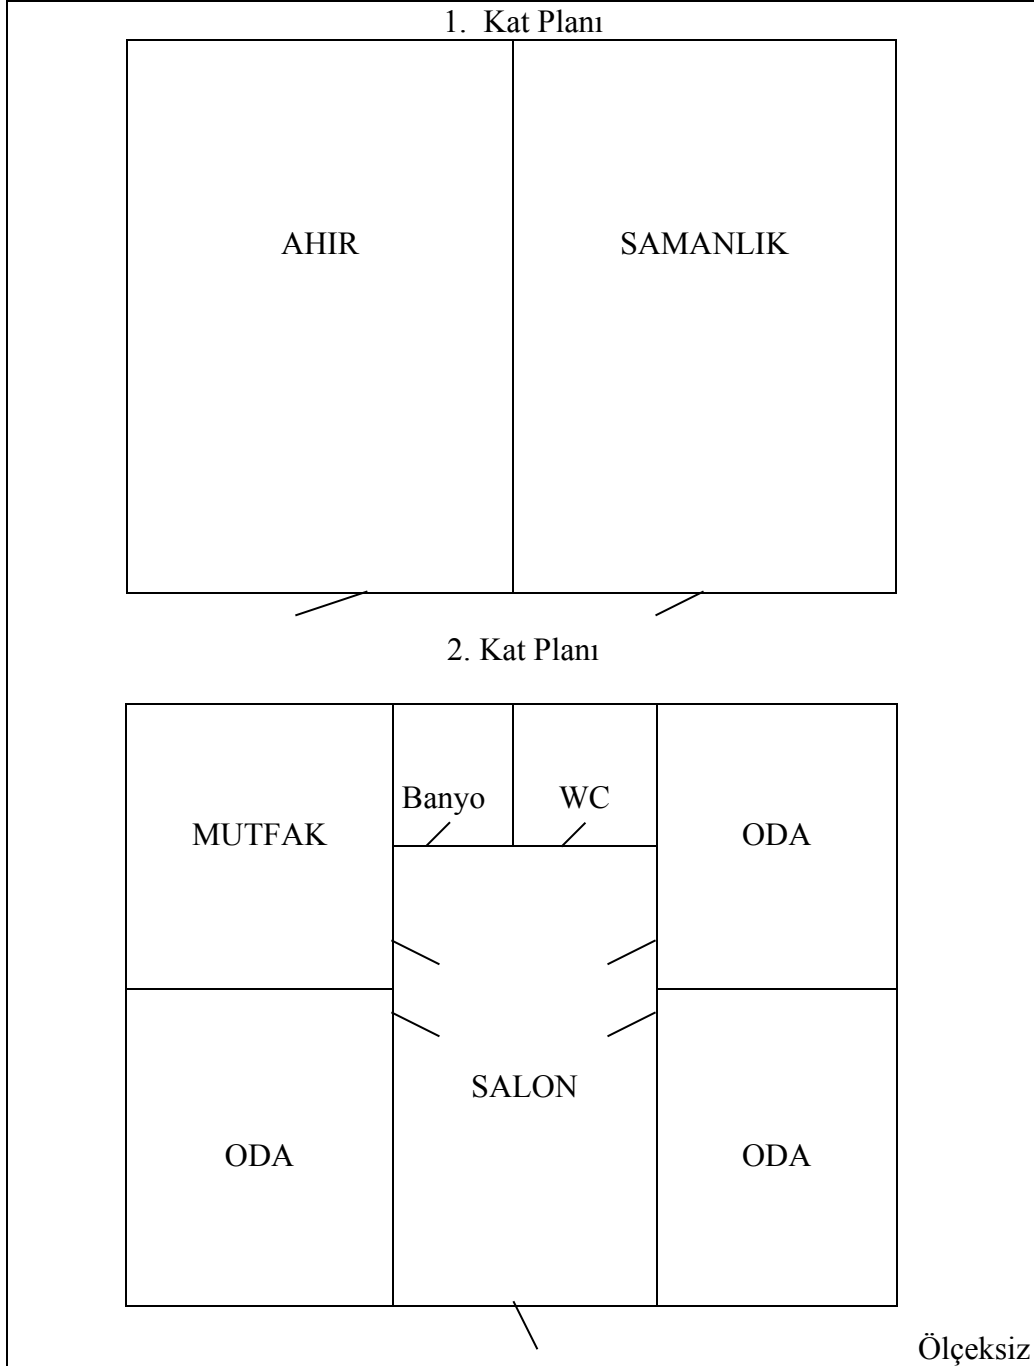 1. Kat Planı
AHIR SAMANLIK
2. Kat Planı
Banyo WC
MUTFAK ODA
SALON
ODA ODA
Ölçeksiz